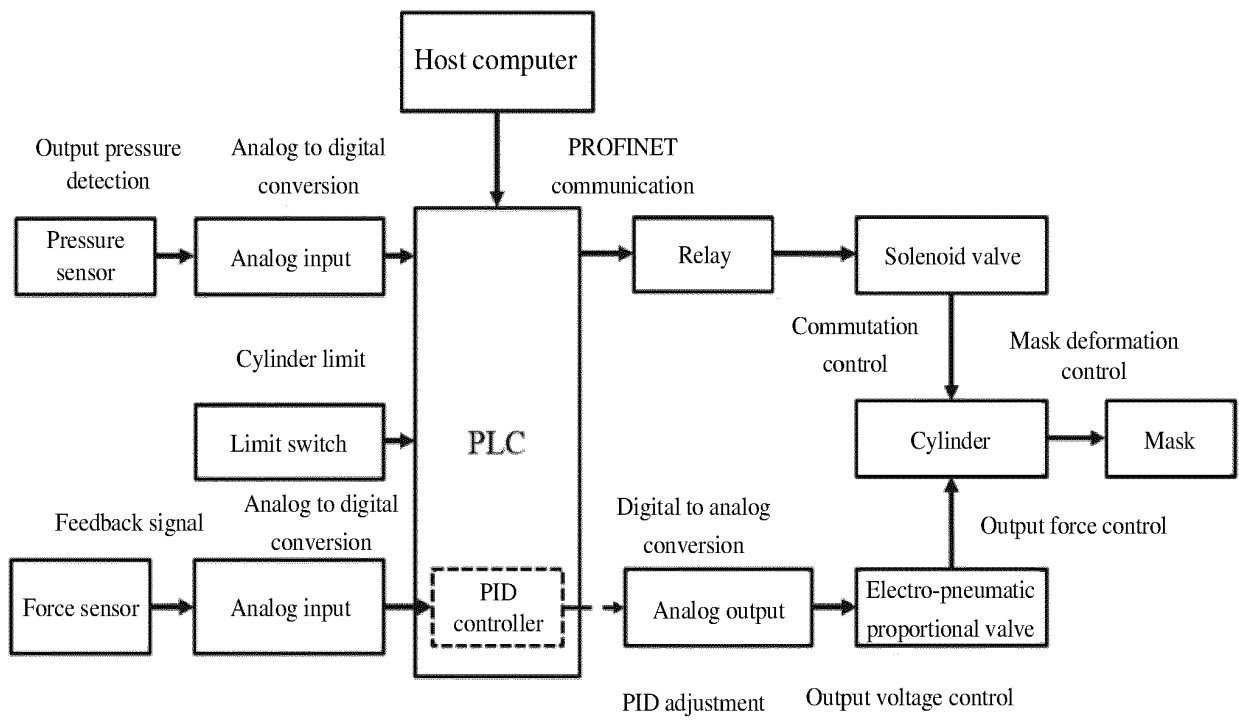 Host computer
Output pressure
detection
Analog to digital
conversion
PROFINET
communication
Pressure
sensor
Analog input
Relay
Solenoid valve
Commutation
control
Mask deformation
control
Cylinder limit
Limit switch
PLC
Cylinder
Mask
Feedback signal
Analog to digital
conversion
Digital to analog
conversion
Output force control
Force sensor
Analog input
PID
controller
Analog output
Electro-pneumatic
proportional valve
PID adjustment
Output voltage control